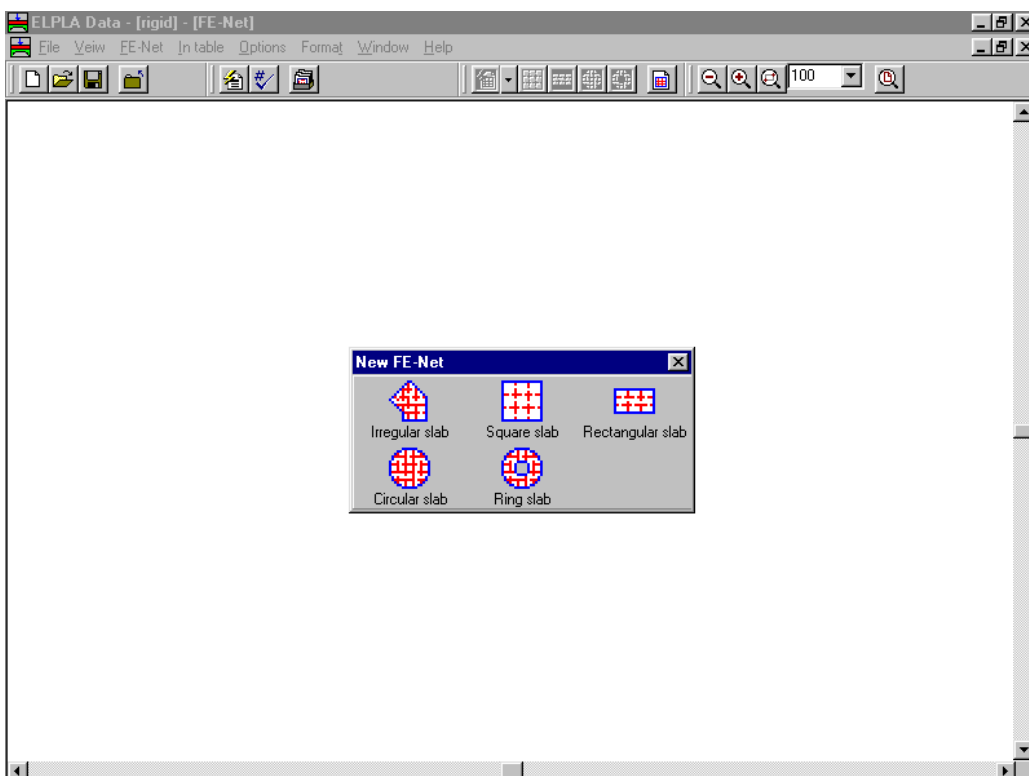 ELPLA Data - [rigid] - [FE-Net]
File Veiw FE-Net In table Options Format Window Help
100
New FE-Net
Irregular slab Square slab Rectangular slab
Circular slab Ring slab